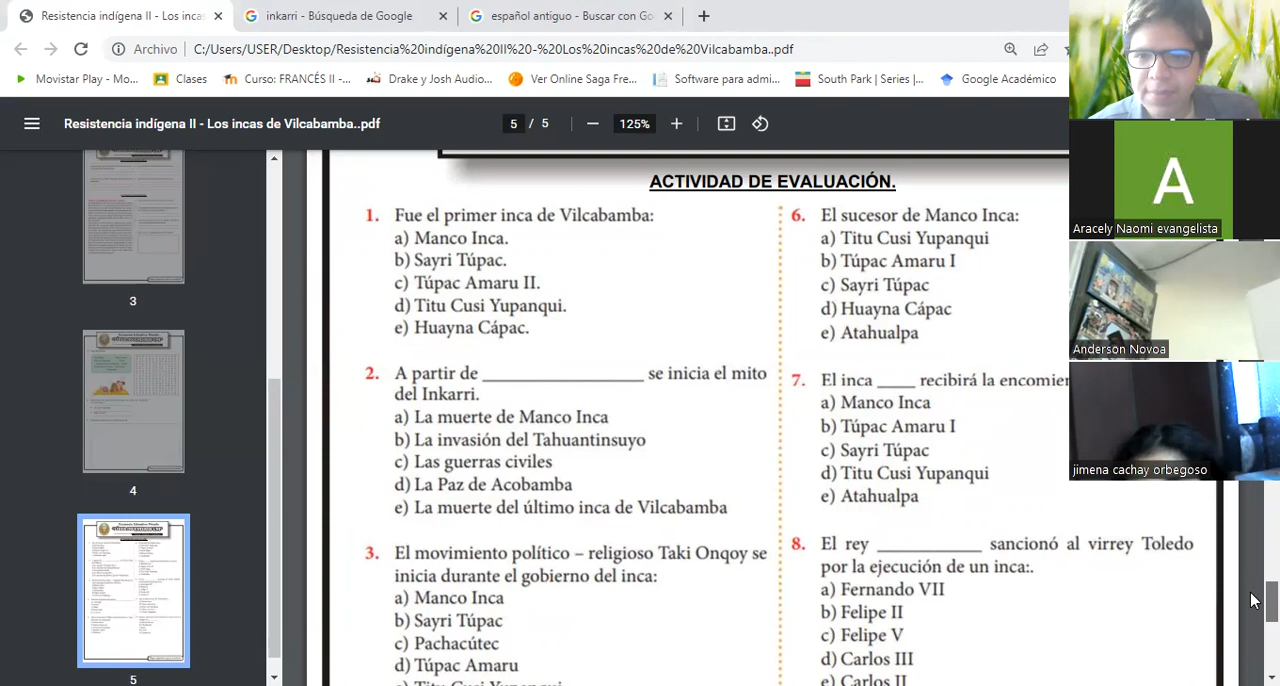 Resistencia indígena II - Los incas
inkarri - Búsqueda de Google
español antiguo - Buscar con Go
Archivo
C:/Users/USER/Desktop/Resistencia%20indígena%20II%20-%20Los%20incas%20de%20Vilcabamba..pdf
Movistar Play - Mo...
Clases
Curso: FRANCÉS II -...
Drake y Josh Audio...
Ver Online Saga Fre...
Software para admi...
South Park | Series |...
Google Académico
Resistencia indígena II - Los incas de Vilcabamba..pdf
5 / 5
125%
3
4
5
ACTIVIDAD DE EVALUACIÓN.
1. Fue el primer inca de Vilcabamba:
a) Manco Inca.
b) Sayri Túpac.
c) Túpac Amaru II.
d) Titu Cusi Yupanqui.
e) Huayna Cápac.
2. A partir de _________________ se inicia el mito
del Inkarri.
a) La muerte de Manco Inca
b) La invasión del Tahuantinsuyo
c) Las guerras civiles
d) La Paz de Acobamba
e) La muerte del último inca de Vilcabamba
3. El movimiento político – religioso Taki Onqoy se
inicia durante el gobierno del inca:
a) Manco Inca
b) Sayri Túpac
c) Pachacútec
d) Túpac Amaru
e) Titu Cusi Yupanqui
6. El sucesor de Manco Inca:
a) Titu Cusi Yupanqui
b) Túpac Amaru I
c) Sayri Túpac
d) Huayna Cápac
e) Atahualpa
7. El inca ____ recibirá la encomien
a) Manco Inca
b) Túpac Amaru I
c) Sayri Túpac
d) Titu Cusi Yupanqui
e) Atahualpa
8. El rey ___________ sancionó al virrey Toledo
por la ejecución de un inca:.
a) Fernando VII
b) Felipe II
c) Felipe V
d) Carlos III
e) Carlos II
A
Aracely Naomi evangelista
Anderson Novoa
jimena cachay orbegoso